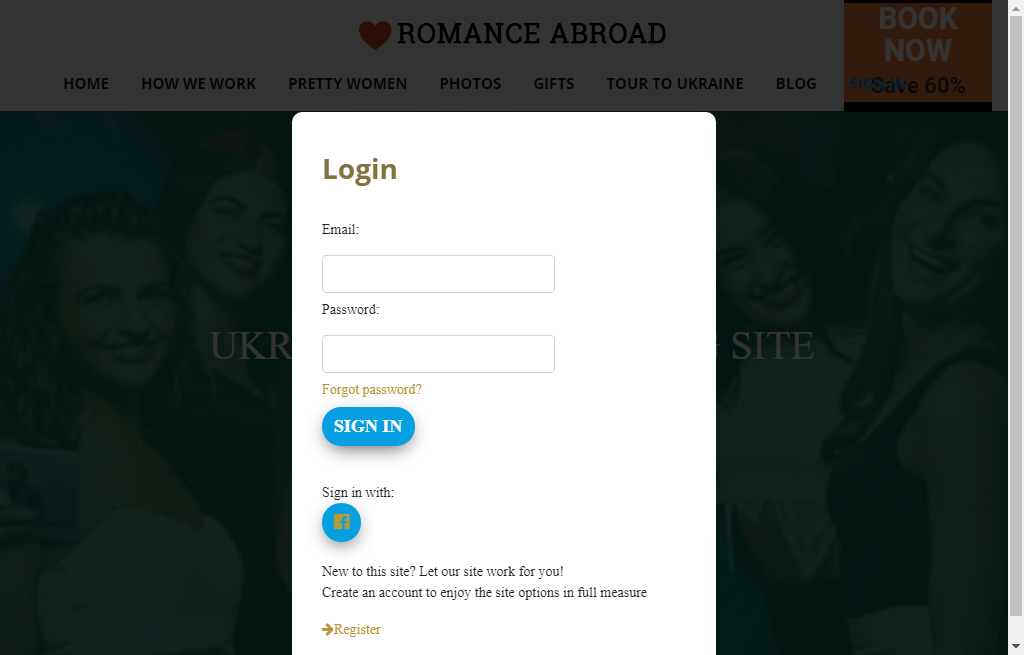 ROMANCE ABROAD
BOOK
NOW
Save 60%
HOME HOW WE WORK PRETTY WOMEN PHOTOS GIFTS TOUR TO UKRAINE BLOG SIGN IN
Login
Email:
UKR SITE
Password:
Forgot password?
SIGN IN
Sign in with:
New to this site? Let our site work for you!
Create an account to enjoy the site options in full measure
Register